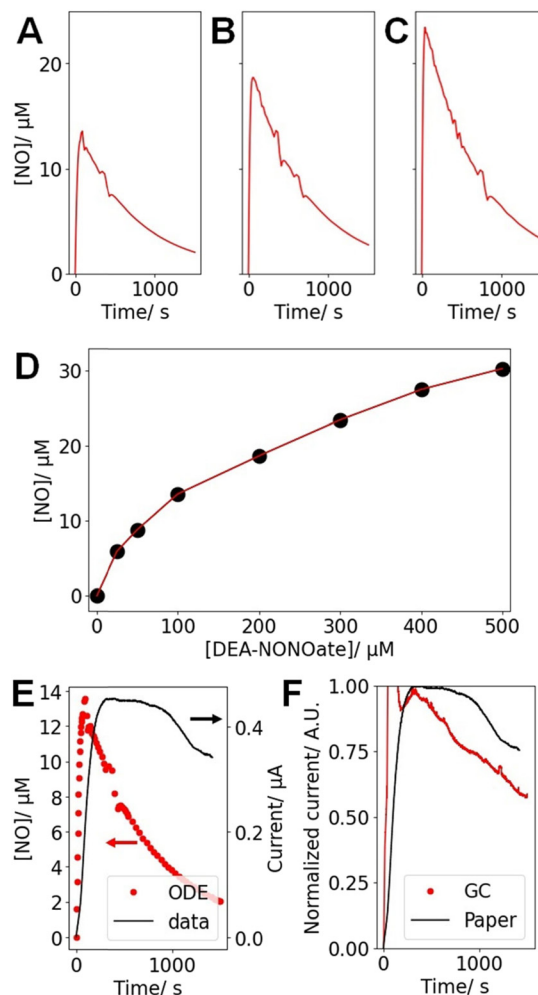 A B C
[NO]/ µM
20
10
0
0 1000 0 1000 0 1000
Time/ s Time/ s Time/ s
D
[NO]/ µM
30
20
10
0
0 100 200 300 400 500
[DEA-NONOate]/ µM
E
[NO]/ µM
14
12
10
8
6
4
2
0
0.4
0.2
0.0
Current/ µA
ODE
data
0 1000
Time/ s
F
Normalized current/ A.U.
1.00
0.75
0.50
0.25
0.00
GC
Paper
0 1000
Time/ s